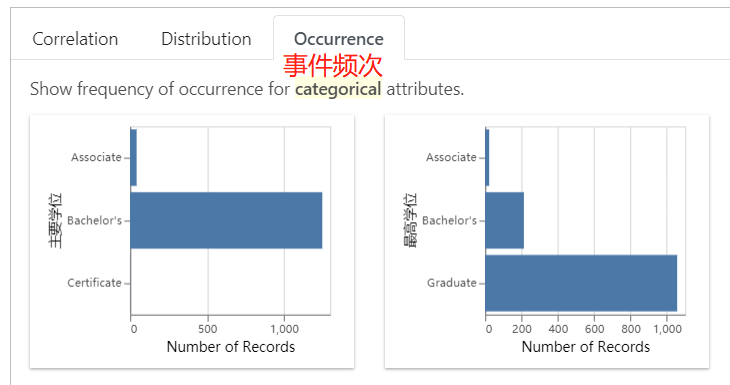 Correlation Distribution Occurrence
事件频次
Show frequency of occurrence for categorical attributes.
主要学位
Associate
Bachelor's
Certificate
0 500 1,000
Number of Records
最高学位
Associate
Bachelor's
Graduate
0 200 400 600 800 1,000
Number of Records